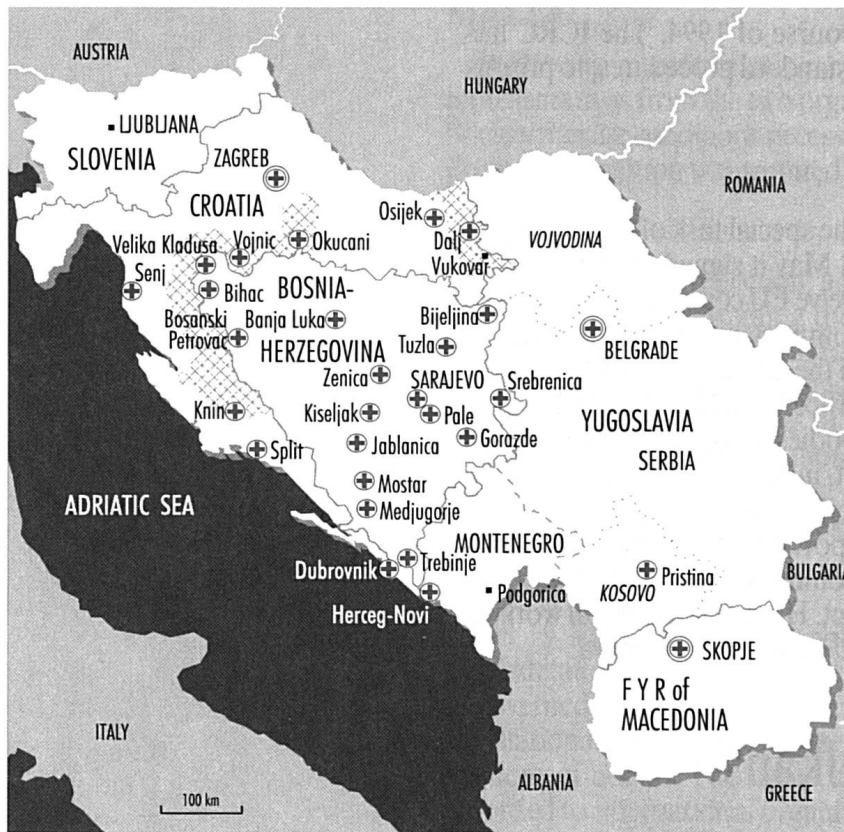 AUSTRIA
HUNGARY
LJUBLJANA
SLOVENIA
ZAGREB
ROMANIA
CROATIA
Osijek
VOJVODINA
Velika Kladusa
Vojnic
Okucani
Dalj
Vukovar
Senj
Bihac
BOSNIA-
HERZEGOVINA
Bosanski
Petrovac
Banja Luka
Bijeljina
BELGRADE
Tuzla
Zenica
SARAJEVO
Srebrenica
Knin
Kiseljak
Pale
YUGOSLAVIA
Split
Jablanica
Gorazde
SERBIA
Mostar
ADRIATIC SEA
Medjugorje
MONTENEGRO
Dubrovnik
Trebinje
Pristina
BULGARIA
KOSOVO
Podgorica
Herceg-Novi
SKOPJE
F Y R of
MACEDONIA
ITALY
ALBANIA
GREECE
100 km